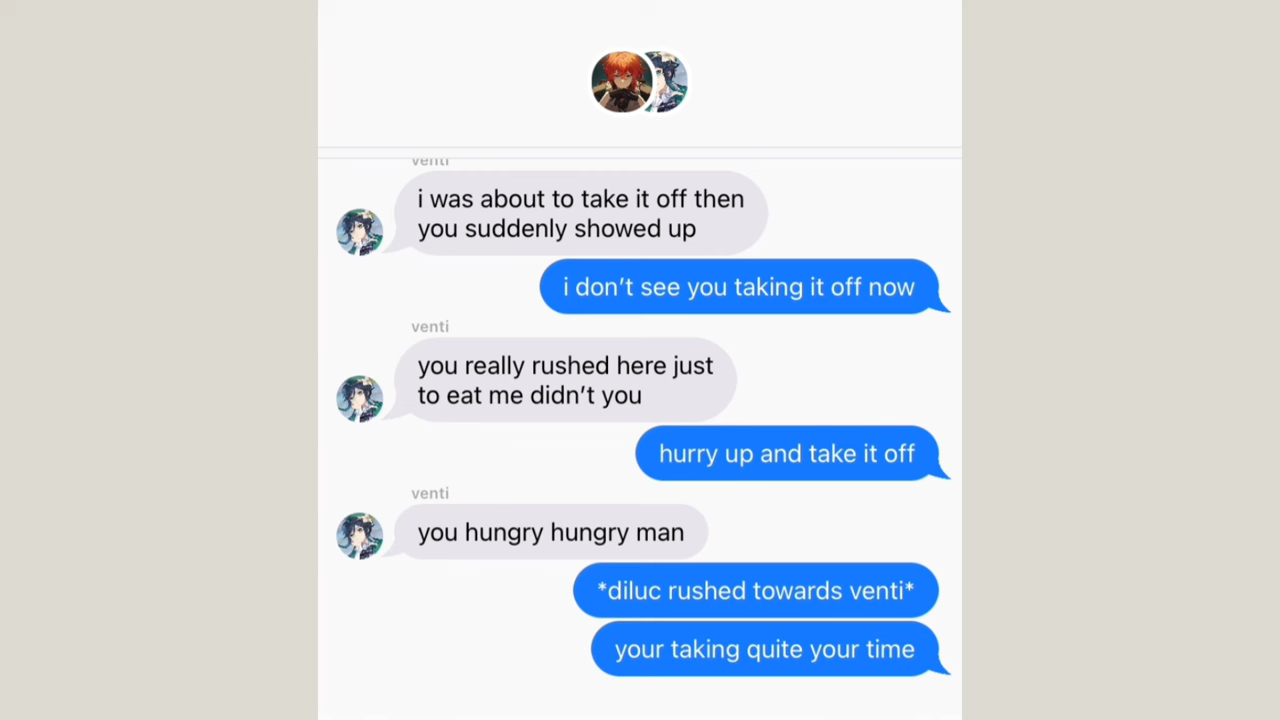 venti
i was about to take it off then
you suddenly showed up
i don’t see you taking it off now
venti
you really rushed here just
to eat me didn’t you
hurry up and take it off
venti
you hungry hungry man
*diluc rushed towards venti*
your taking quite your time